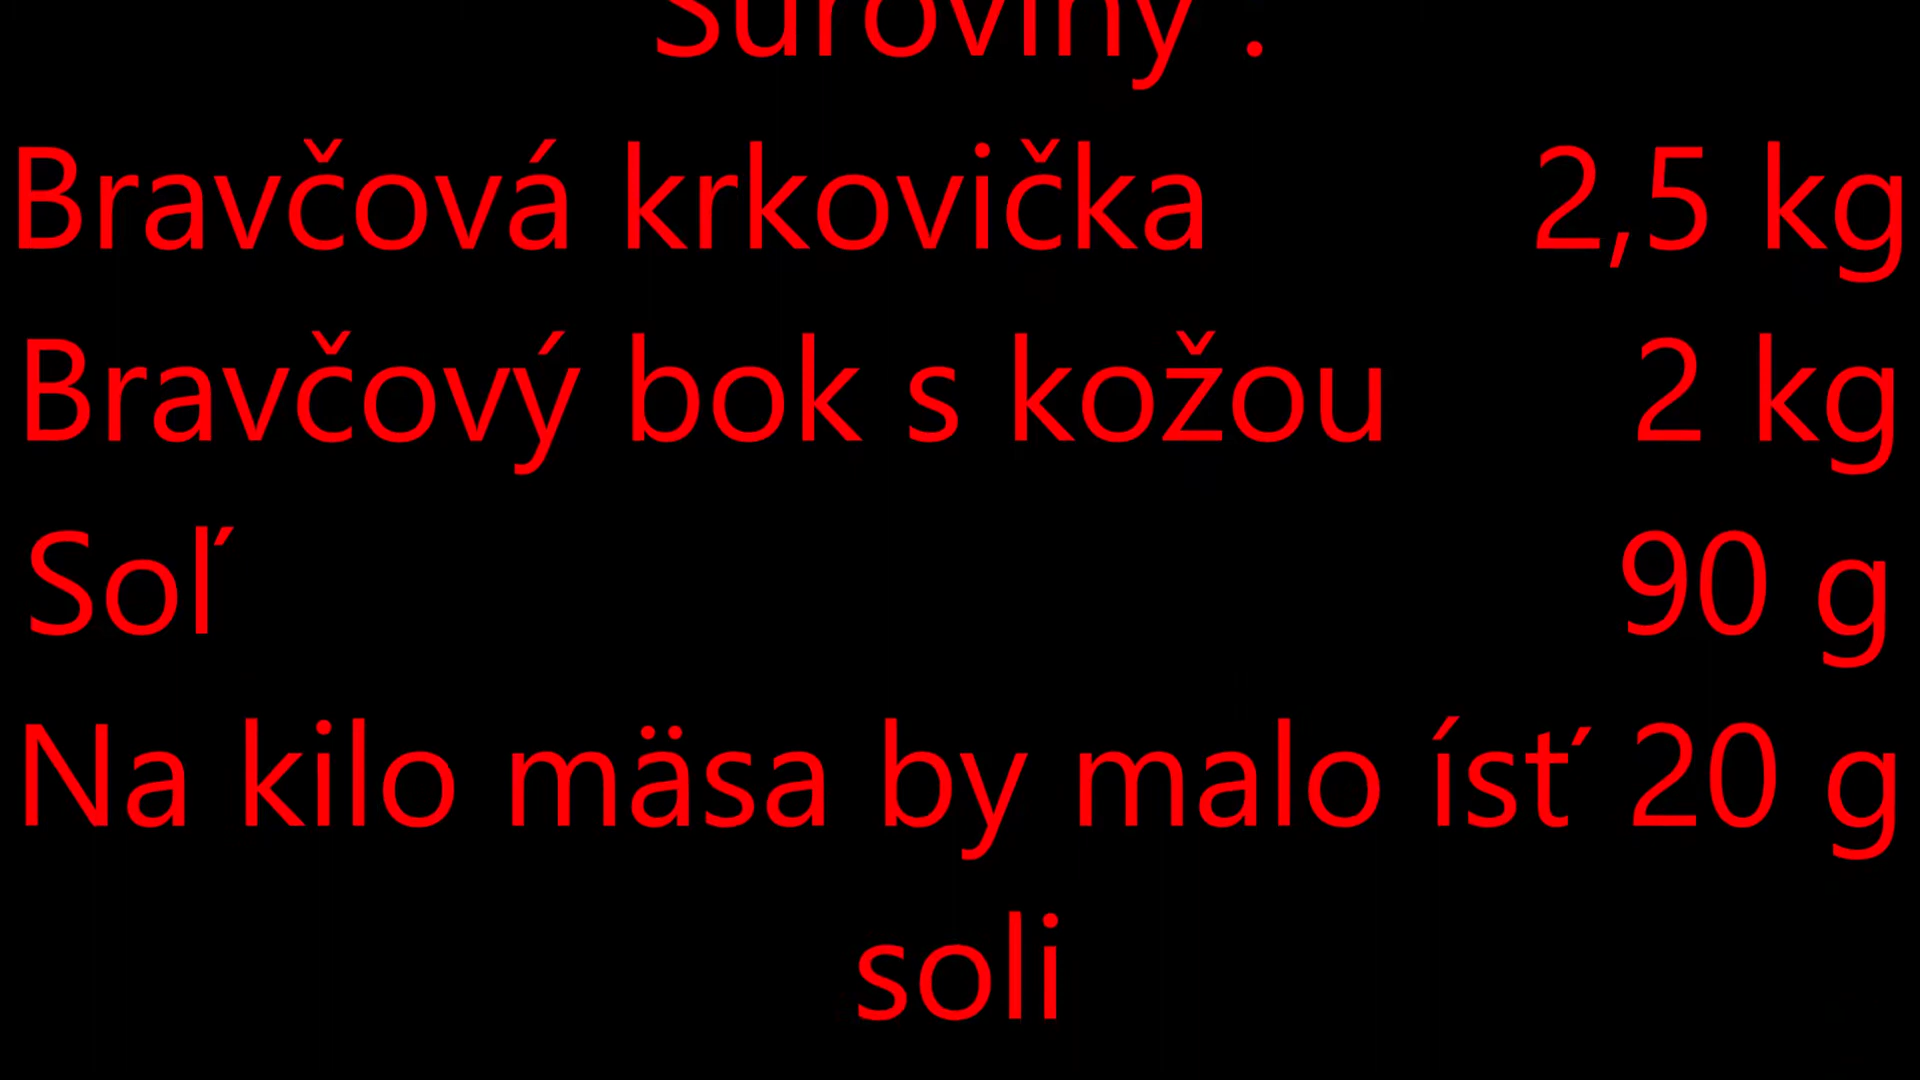 Suroviny :
Bravčová krkovička 2,5 kg
Bravčový bok s kožou 2 kg
Soľ 90 g
Na kilo mäsa by malo ísť 20 g
soli